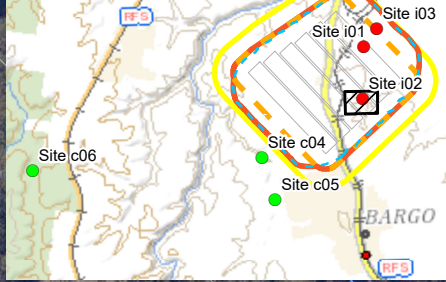 RFS
Site i03
Site i01
Site i02
Site c04
Site c06
Site c05
BARGO
RFS